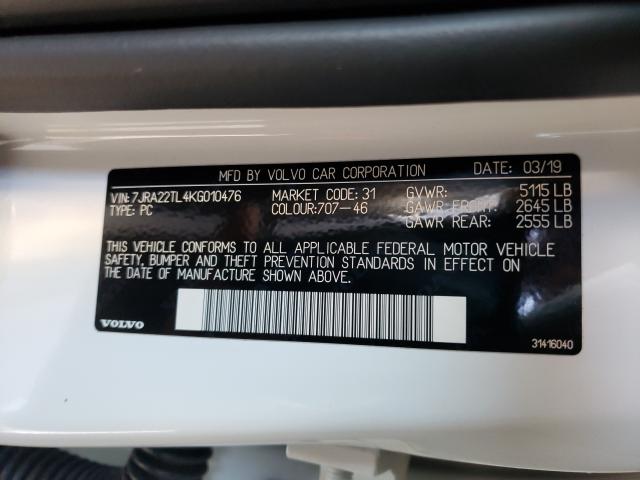 MFD BY VOLVO CAR CORPORATION DATE: 03/19
VIN: 7JRA22TL4KG010476 MARKET CODE: 31 GVWR: 5115 LB
TYPE: PC COLOUR: 707-46 GAWR FRONT: 2645 LB
GAWR REAR: 2555 LB
THIS VEHICLE CONFORMS TO ALL APPLICABLE FEDERAL MOTOR VEHICLE
SAFETY, BUMPER AND THEFT PREVENTION STANDARDS IN EFFECT ON
THE DATE OF MANUFACTURE SHOWN ABOVE.
VOLVO 31416040